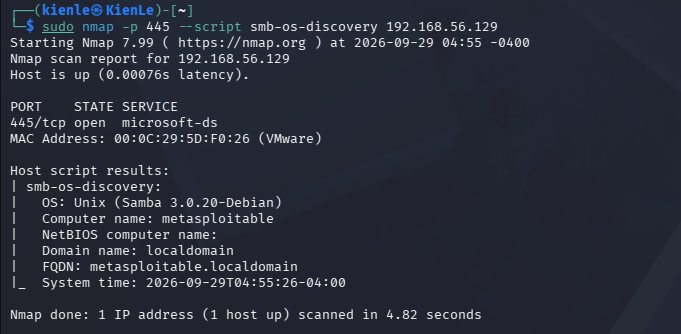 ┌──(kienle㉿KienLe)-[~]
└─$ sudo nmap -p 445 --script smb-os-discovery 192.168.56.129
Starting Nmap 7.99 ( https://nmap.org ) at 2026-09-29 04:55 -0400
Nmap scan report for 192.168.56.129
Host is up (0.00076s latency).

PORT    STATE SERVICE
445/tcp open  microsoft-ds
MAC Address: 00:0C:29:5D:F0:26 (VMware)

Host script results:
| smb-os-discovery:
|   OS: Unix (Samba 3.0.20-Debian)
|   Computer name: metasploitable
|   NetBIOS computer name:
|   Domain name: localdomain
|   FQDN: metasploitable.localdomain
|_  System time: 2026-09-29T04:55:26-04:00

Nmap done: 1 IP address (1 host up) scanned in 4.82 seconds